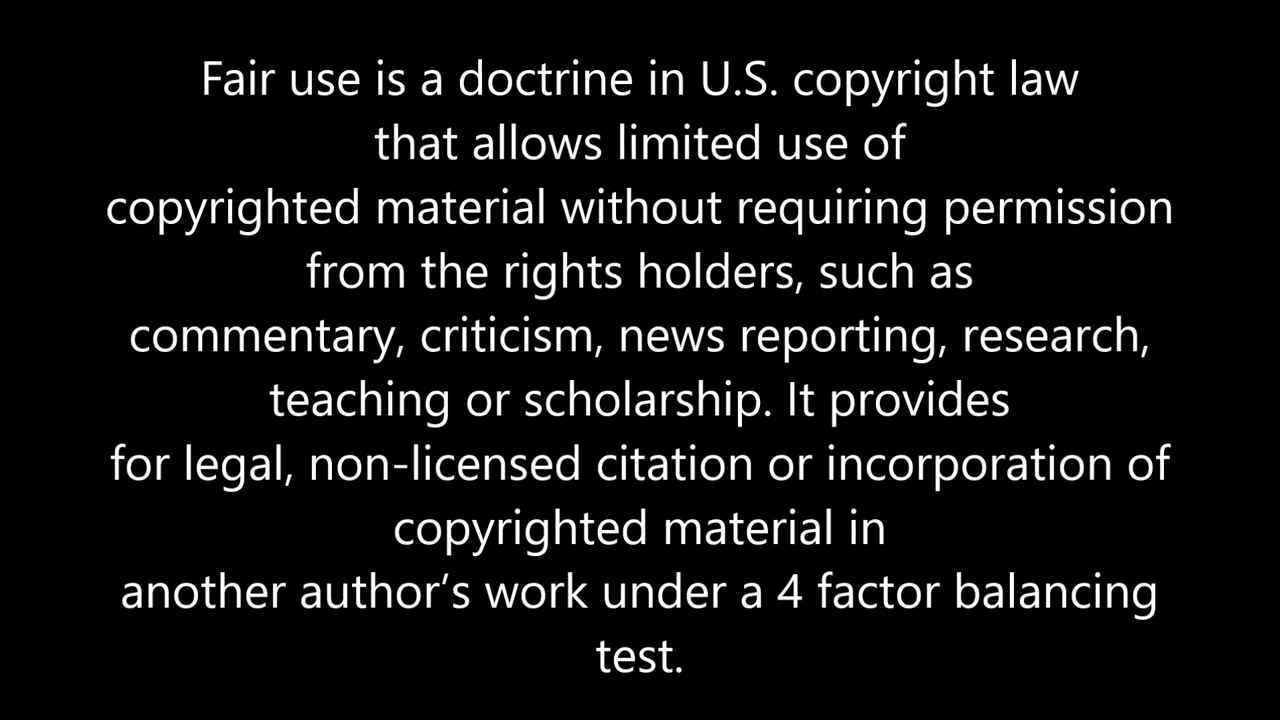 Fair use is a doctrine in U.S. copyright law
that allows limited use of
copyrighted material without requiring permission
from the rights holders, such as
commentary, criticism, news reporting, research,
teaching or scholarship. It provides
for legal, non-licensed citation or incorporation of
copyrighted material in
another author’s work under a 4 factor balancing
test.